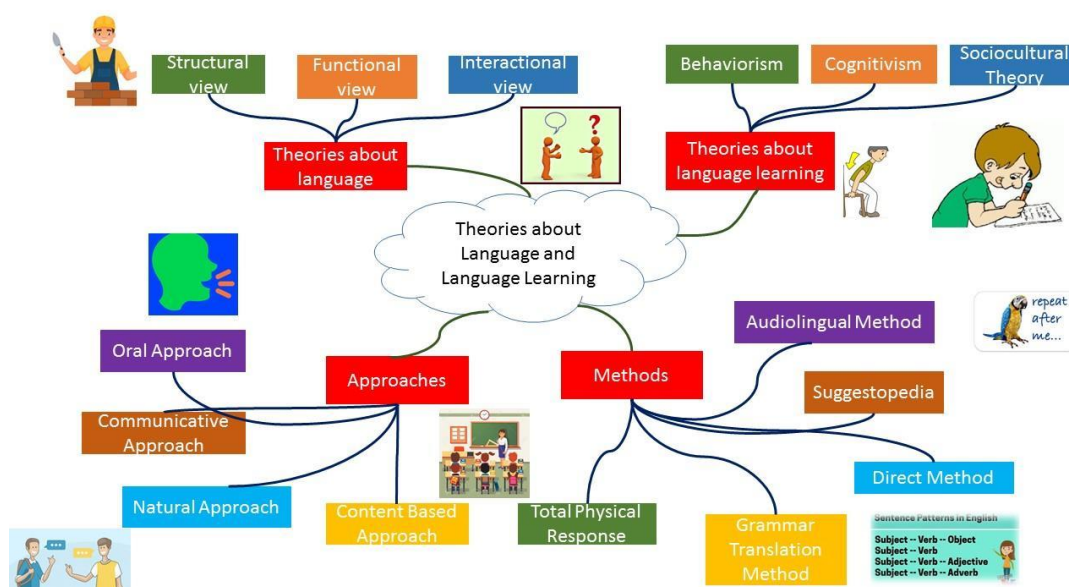 Structural
view
Functional
view
Interactional
view
Behaviorism
Cognitivism
Sociocultural
Theory
Theories about
language
?
Theories about
language learning
Theories about
Language and
Language Learning
Oral Approach
Approaches
Methods
Audiolingual Method
repeat
after
me...
Communicative
Approach
Suggestopedia
Natural Approach
Content Based
Approach
Total Physical
Response
Grammar
Translation
Method
Direct Method
Sentence Patterns in English
Subject -- Verb -- Object
Subject -- Verb
Subject -- Verb -- Adjective
Subject -- Verb -- Adverb